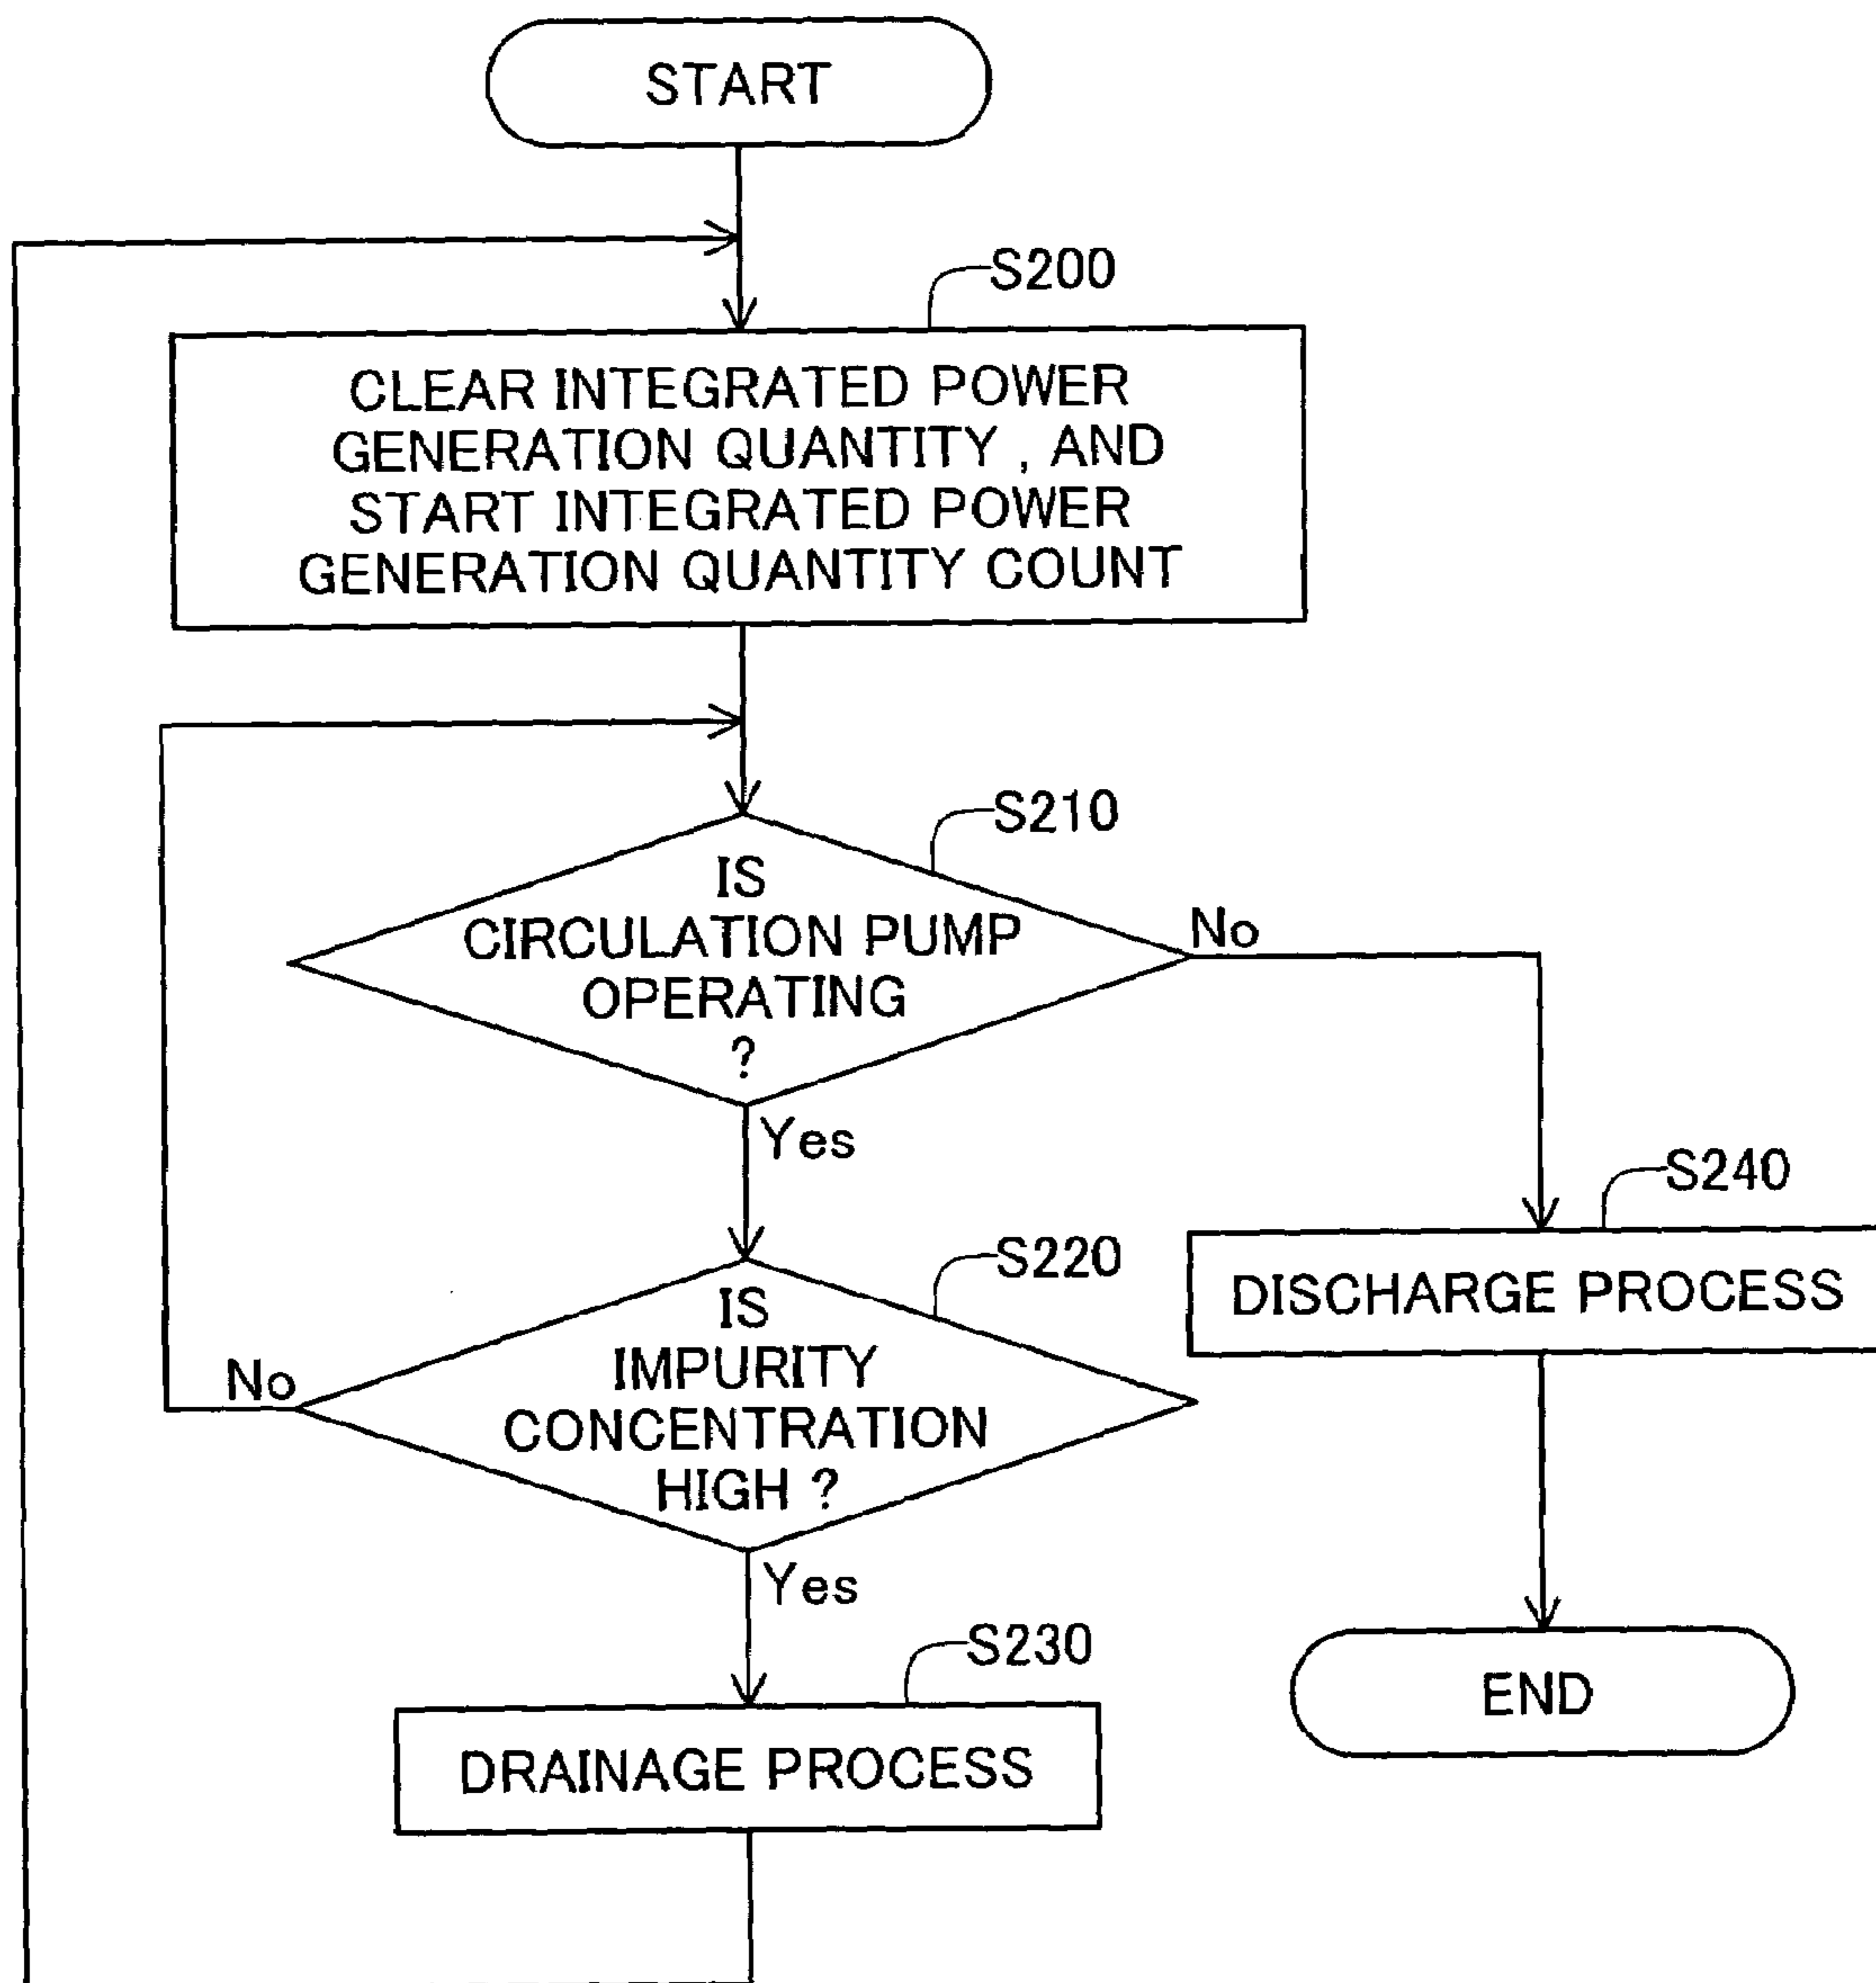 START
S200
CLEAR INTEGRATED POWER
GENERATION QUANTITY , AND
START INTEGRATED POWER
GENERATION QUANTITY COUNT
S210
IS
CIRCULATION PUMP
OPERATING
?
No
Yes
S240
DISCHARGE PROCESS
S220
IS
IMPURITY
CONCENTRATION
HIGH ?
No
Yes
S230
DRAINAGE PROCESS
END